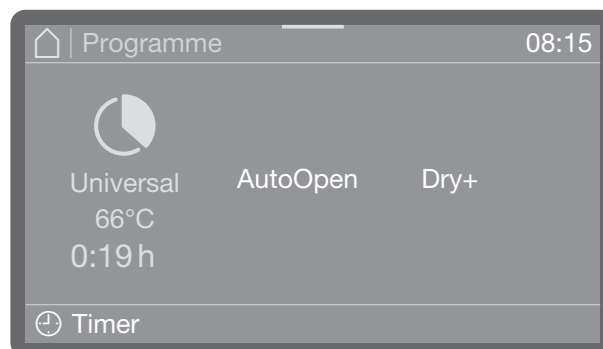 Programme 08:15
Universal AutoOpen Dry+
66°C
0:19 h
Timer